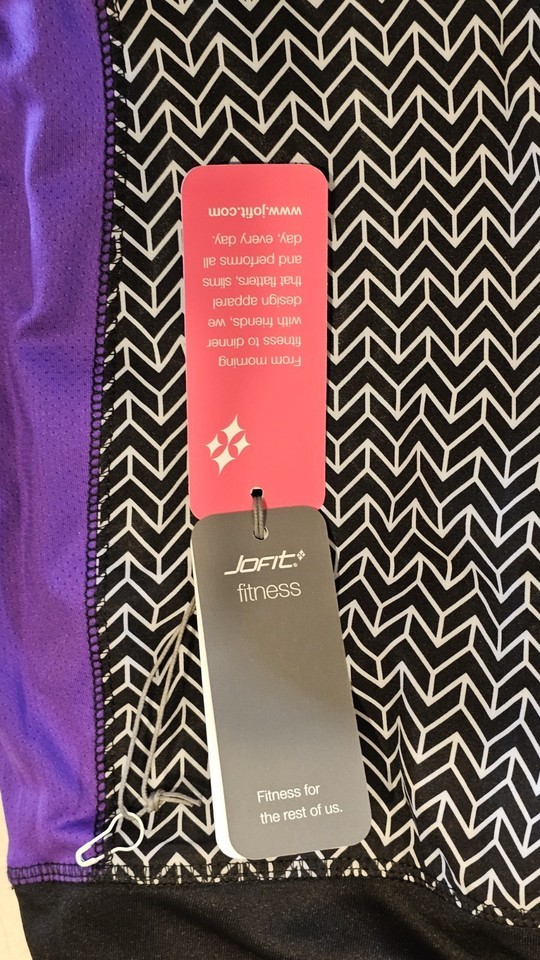 From morning
fitness to dinner
with friends, we
design apparel
that flatters, slims
and performs all
day, every day.
www.jofit.com
JOFIT®
fitness
Fitness for
the rest of us.